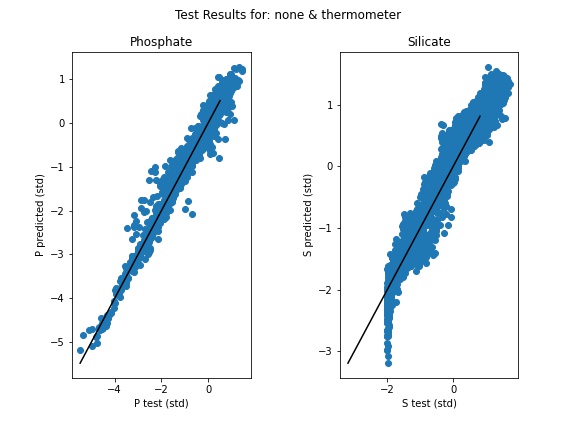 Test Results for: none & thermometer
Phosphate
Silicate
1
0
−1
−2
−3
−4
−5
P predicted (std)
−4
−2
0
P test (std)
1
0
−1
−2
−3
S predicted (std)
−2
0
S test (std)